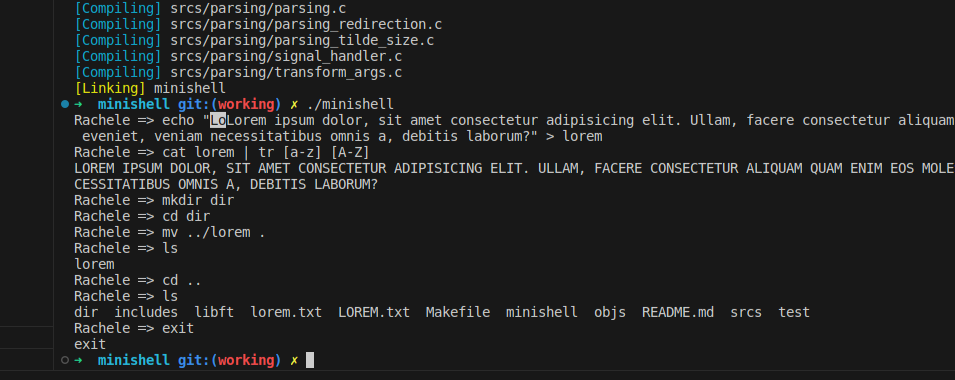 [Compiling] srcs/parsing/parsing.c
[Compiling] srcs/parsing/parsing_redirection.c
[Compiling] srcs/parsing/parsing_tilde_size.c
[Compiling] srcs/parsing/signal_handler.c
[Compiling] srcs/parsing/transform_args.c
[Linking] minishell
➜  minishell git:(working) ✗ ./minishell
Rachele => echo "LoLorem ipsum dolor, sit amet consectetur adipisicing elit. Ullam, facere consectetur aliquam
 eveniet, veniam necessitatibus omnis a, debitis laborum?" > lorem
Rachele => cat lorem | tr [a-z] [A-Z]
LOREM IPSUM DOLOR, SIT AMET CONSECTETUR ADIPISICING ELIT. ULLAM, FACERE CONSECTETUR ALIQUAM QUAM ENIM EOS MOLE
CESSITATIBUS OMNIS A, DEBITIS LABORUM?
Rachele => mkdir dir
Rachele => cd dir
Rachele => mv ../lorem .
Rachele => ls
lorem
Rachele => cd ..
Rachele => ls
dir  includes  libft  lorem.txt  LOREM.txt  Makefile  minishell  objs  README.md  srcs  test
Rachele => exit
exit
➜  minishell git:(working) ✗